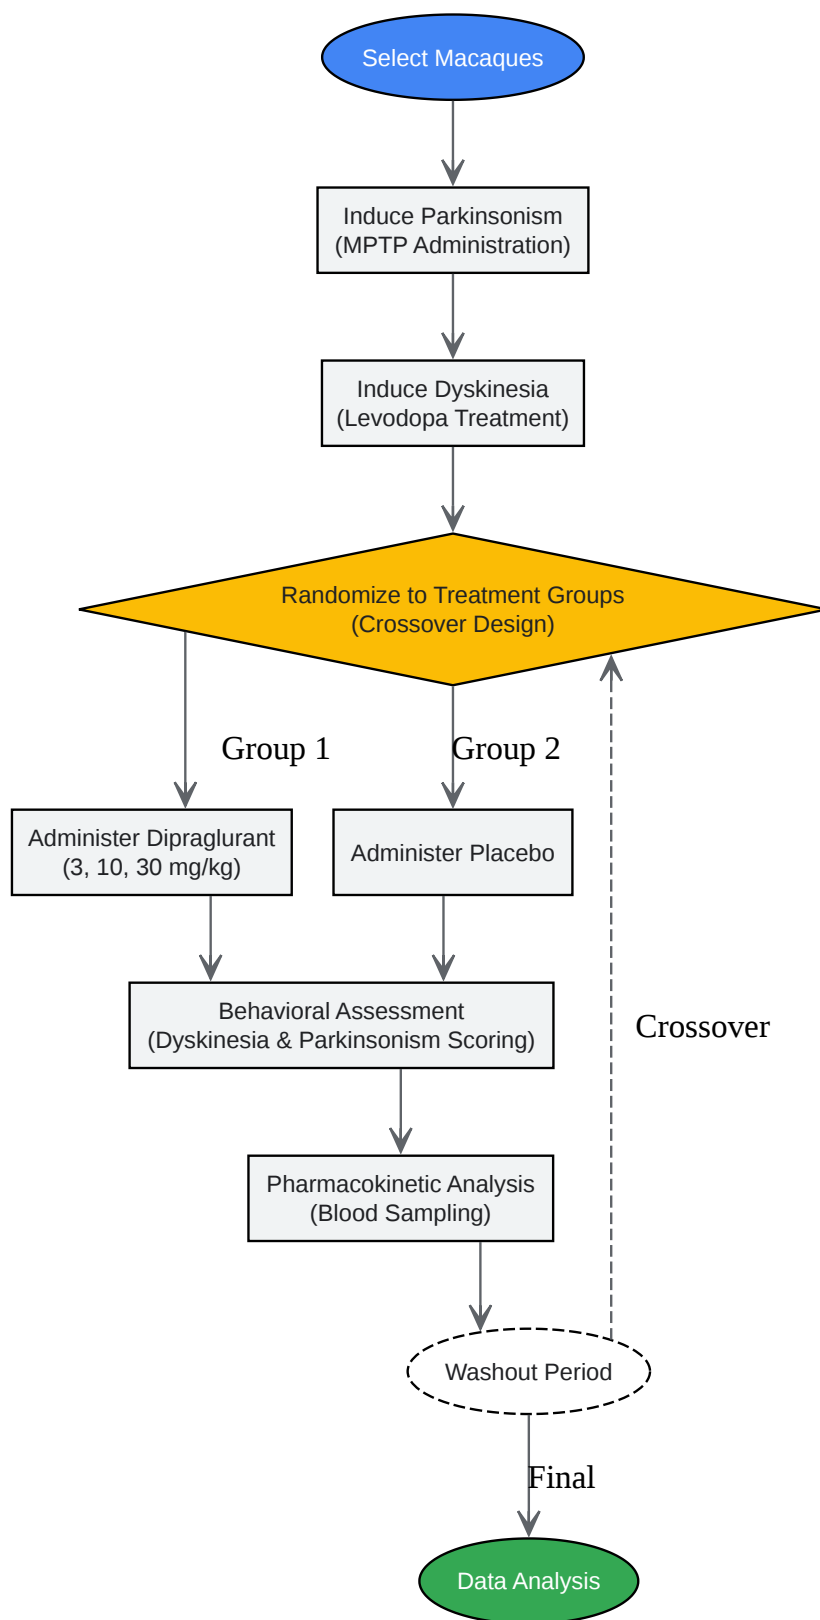 Select Macaques
Induce Parkinsonism
(MPTP Administration)
Induce Dyskinesia
(Levodopa Treatment)
Randomize to Treatment Groups
(Crossover Design)
Group 1
Group 2
Administer Dipraglurant
(3, 10, 30 mg/kg)
Administer Placebo
Behavioral Assessment
(Dyskinesia & Parkinsonism Scoring)
Crossover
Pharmacokinetic Analysis
(Blood Sampling)
Washout Period
Final
Data Analysis